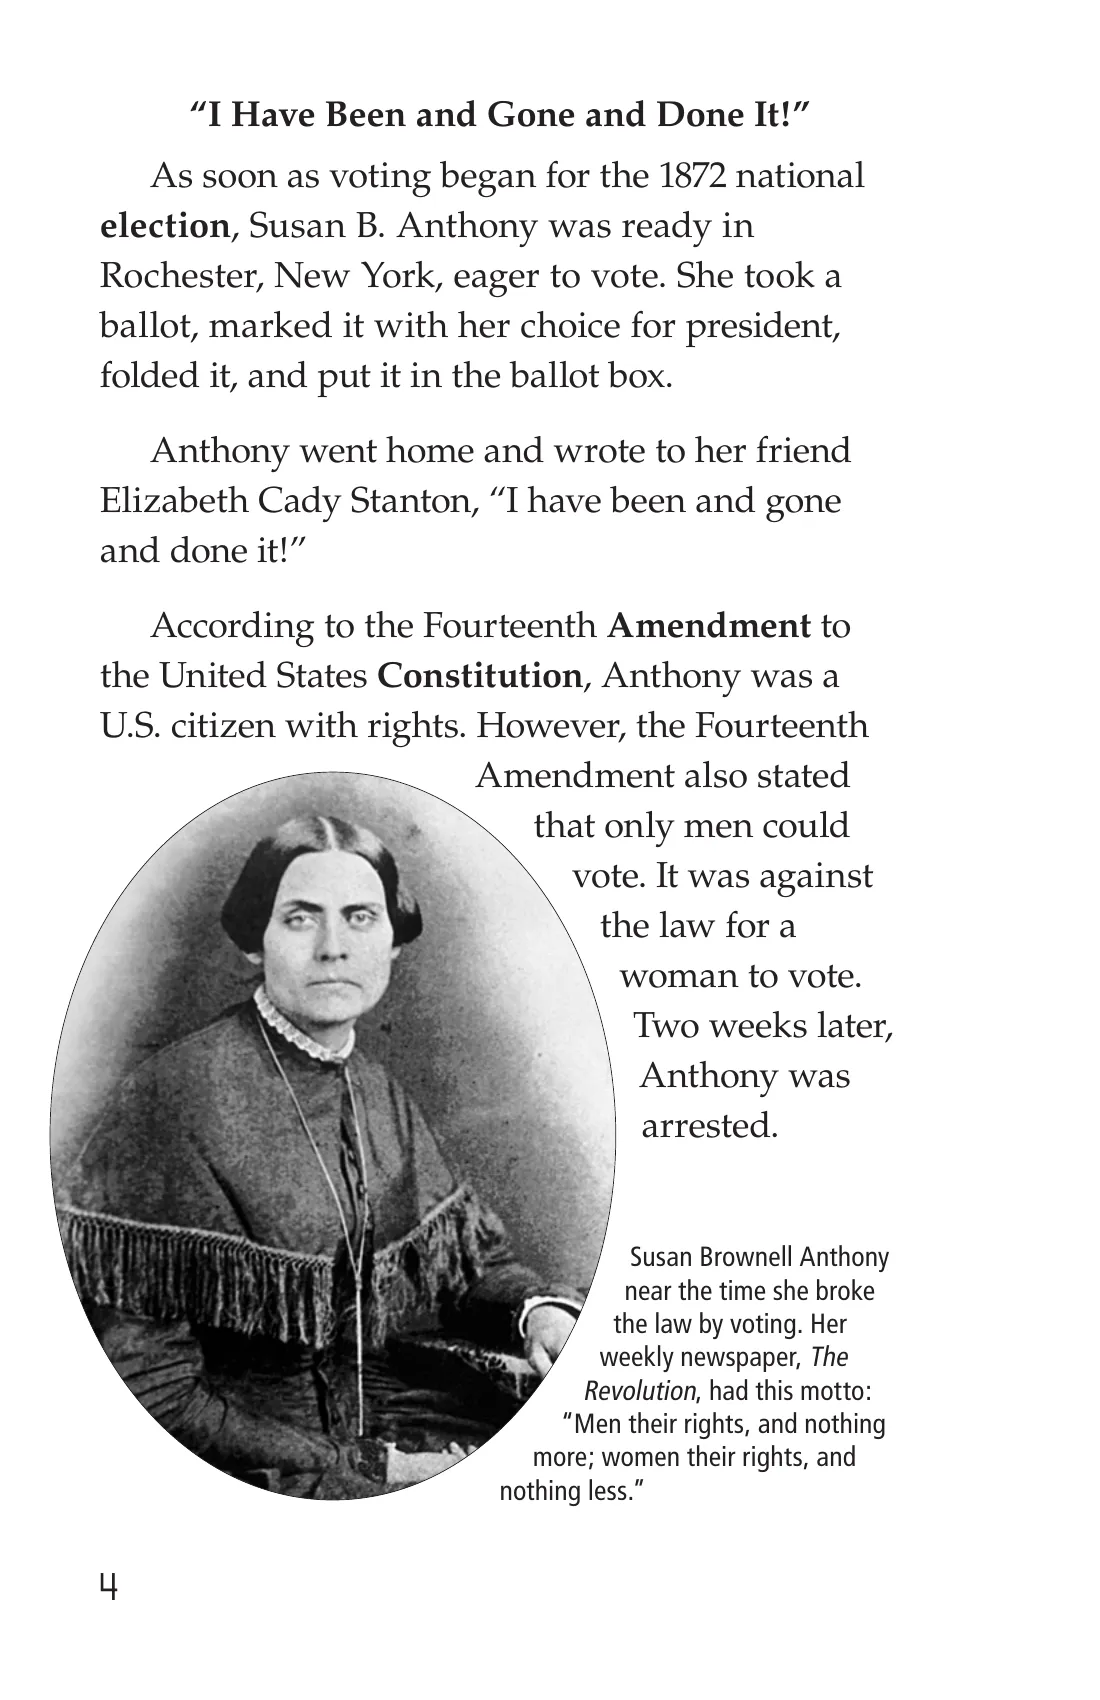 “I Have Been and Gone and Done It!”
As soon as voting began for the 1872 national
election, Susan B. Anthony was ready in
Rochester, New York, eager to vote. She took a
ballot, marked it with her choice for president,
folded it, and put it in the ballot box.
Anthony went home and wrote to her friend
Elizabeth Cady Stanton, “I have been and gone
and done it!”
According to the Fourteenth Amendment to
the United States Constitution, Anthony was a
U.S. citizen with rights. However, the Fourteenth
Amendment also stated
that only men could
vote. It was against
the law for a
woman to vote.
Two weeks later,
Anthony was
arrested.
Susan Brownell Anthony
near the time she broke
the law by voting. Her
weekly newspaper, The
Revolution, had this motto:
“Men their rights, and nothing
more; women their rights, and
nothing less.”
4